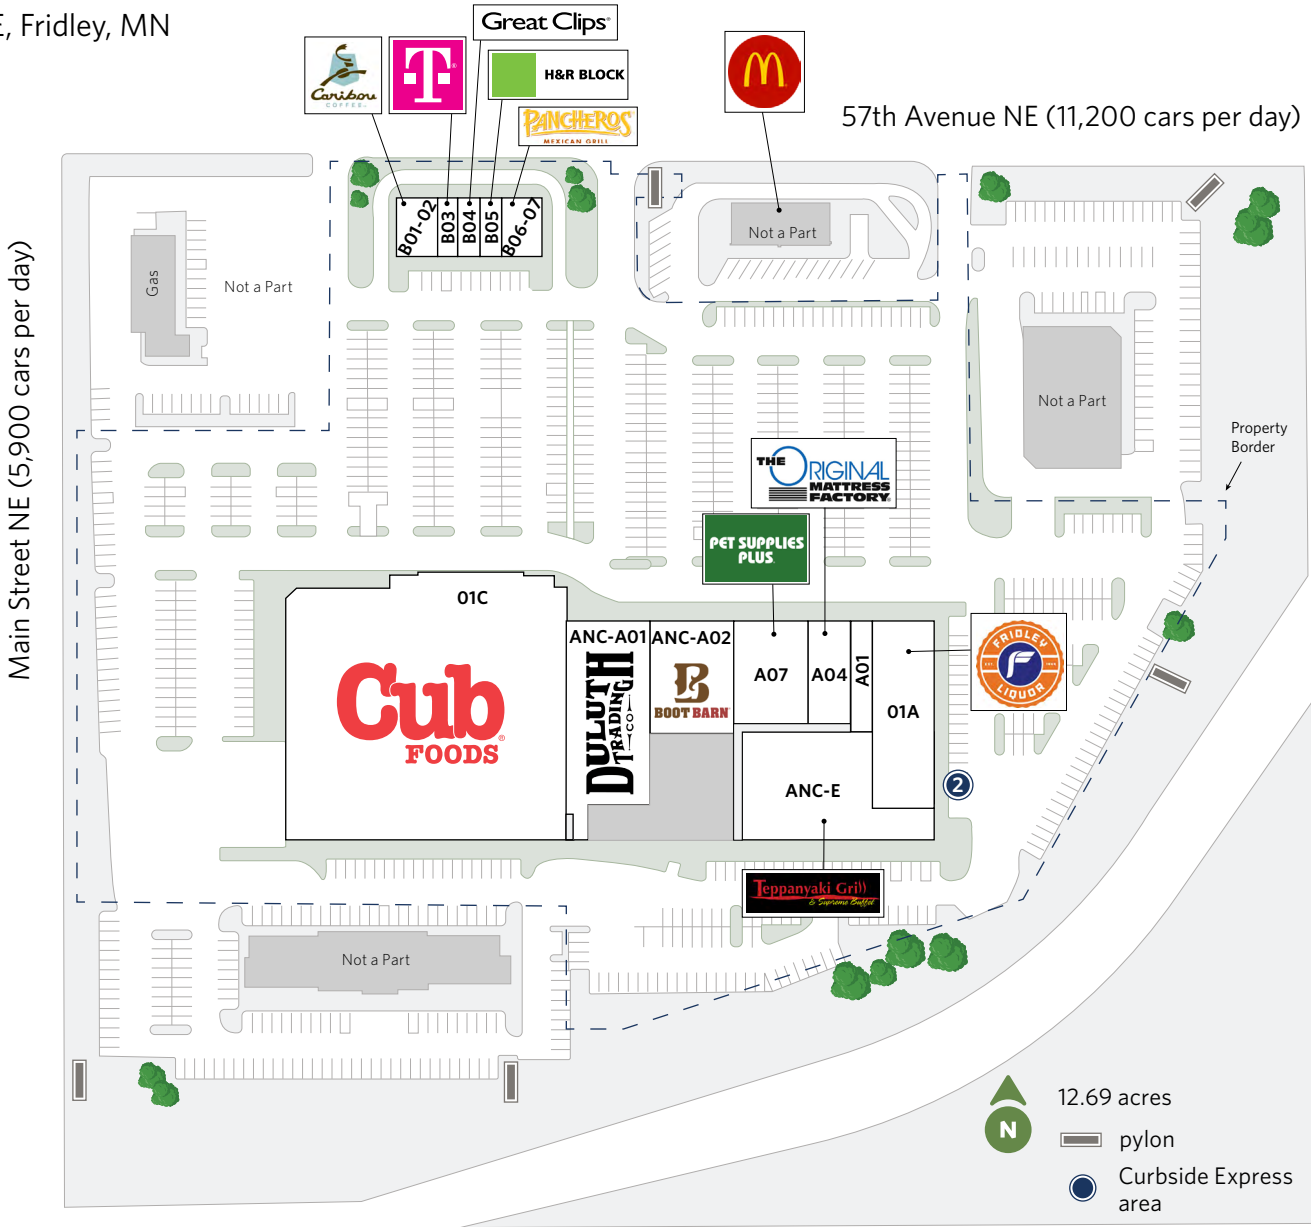 E, Fridley, MN
Great Clips®
Caribou
COFFEE®
T®
H&R BLOCK
PANCHEROS®
MEXICAN GRILL
57th Avenue NE (11,200 cars per day)
Main Street NE (5,900 cars per day)
B01-02
B03
B04
B05
B06-07
Not a Part
Gas
Not a Part
Not a Part
Property
Border
THE ORIGINAL
MATTRESS
FACTORY®
PET SUPPLIES
PLUS
01C
ANC-A01
ANC-A02
A07
A04
A01
01A
Cub®
FOODS
DULUTH
TRADING
CO
B
BOOT BARN
FRIDLEY
F
LIQUOR
ANC-E
2
Teppanyaki Grill
& Supreme Buffet
Not a Part
N
12.69 acres
pylon
Curbside Express
area